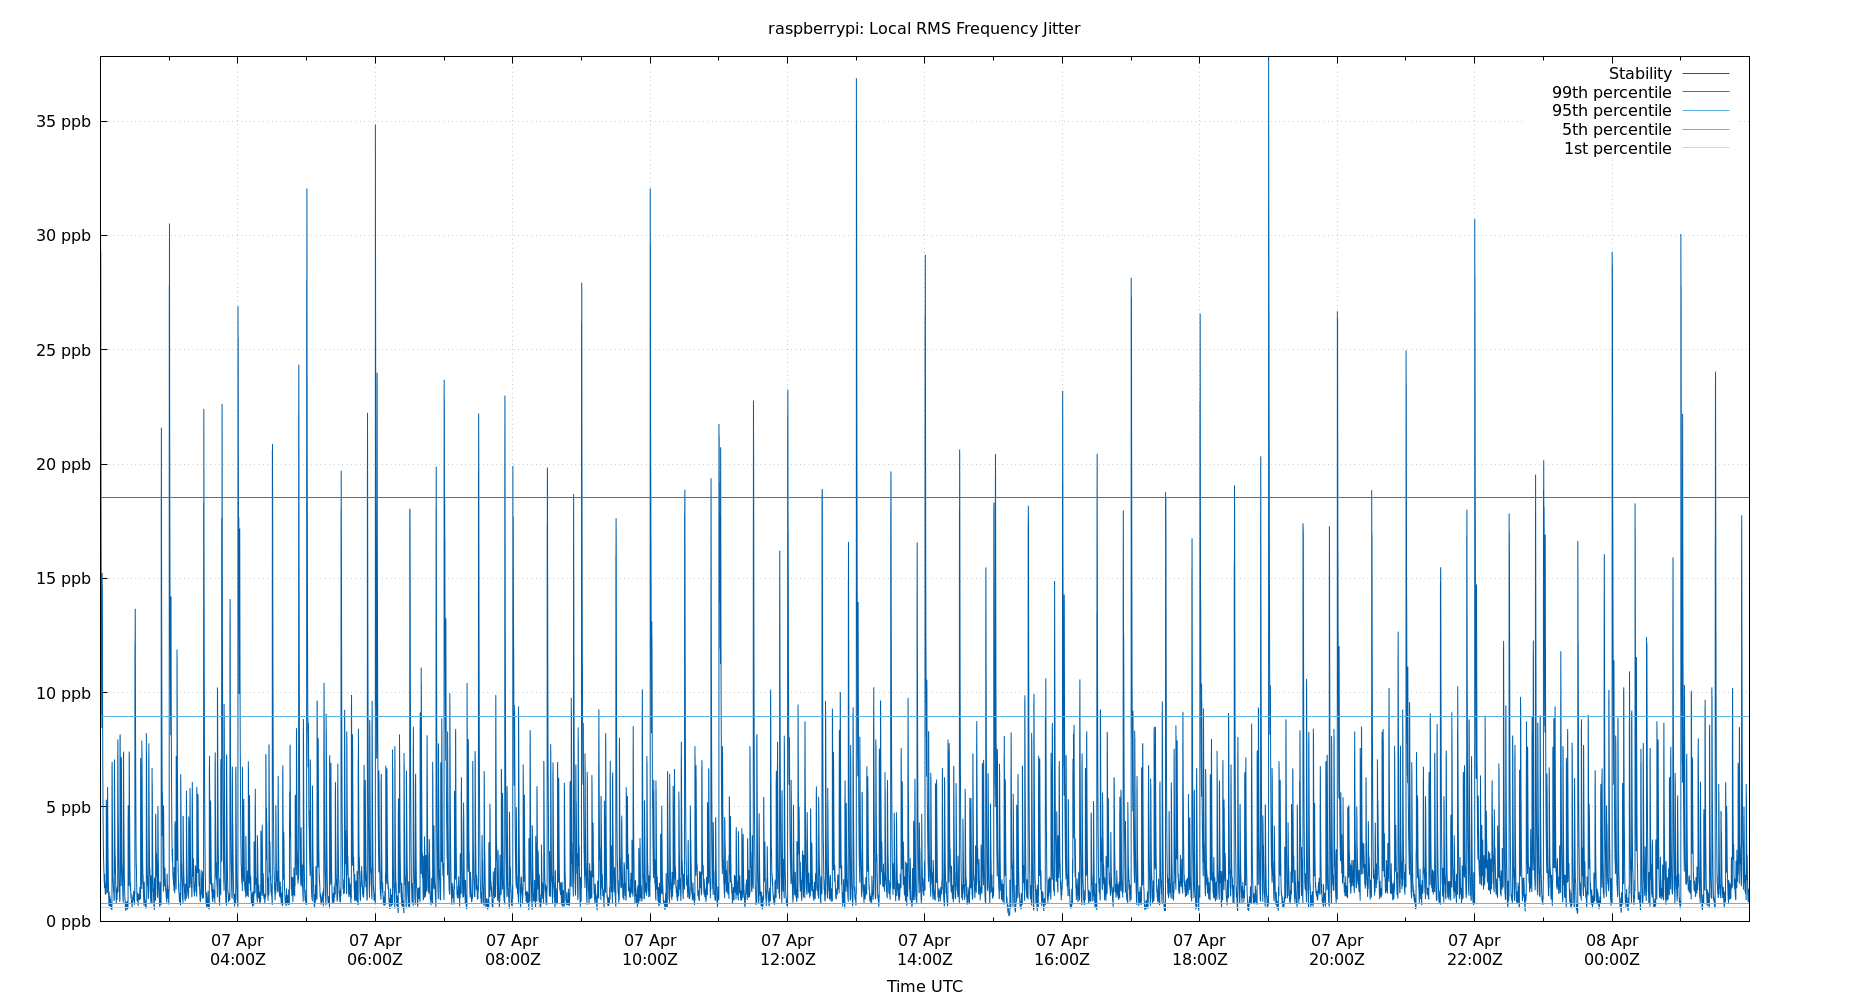 raspberrypi: Local RMS Frequency Jitter
Stability
99th percentile
95th percentile
5th percentile
1st percentile
35 ppb
30 ppb
25 ppb
20 ppb
15 ppb
10 ppb
5 ppb
0 ppb
07 Apr 07 Apr 07 Apr 07 Apr 07 Apr 07 Apr 07 Apr 07 Apr 07 Apr 07 Apr 08 Apr
04:00Z 06:00Z 08:00Z 10:00Z 12:00Z 14:00Z 16:00Z 18:00Z 20:00Z 22:00Z 00:00Z
Time UTC